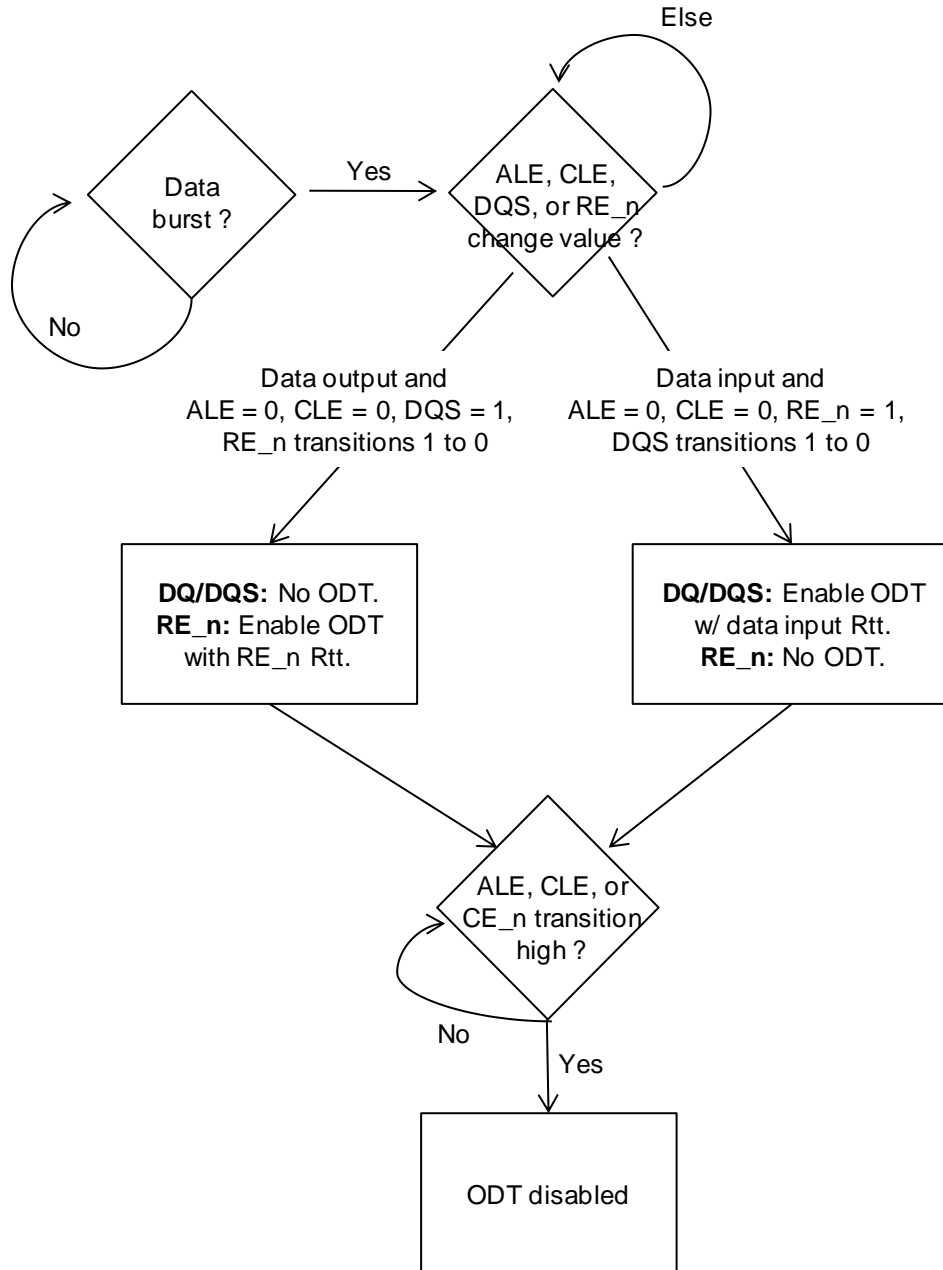 Else
Data
burst ?
Yes
ALE, CLE,
DQS, or RE_n
change value ?
No
Data output and
ALE = 0, CLE = 0, DQS = 1,
RE_n transitions 1 to 0
Data input and
ALE = 0, CLE = 0, RE_n = 1,
DQS transitions 1 to 0
DQ/DQS: No ODT.
RE_n: Enable ODT
with RE_n Rtt.
DQ/DQS: Enable ODT
w/ data input Rtt.
RE_n: No ODT.
ALE, CLE, or
CE_n transition
high ?
No
Yes
ODT disabled